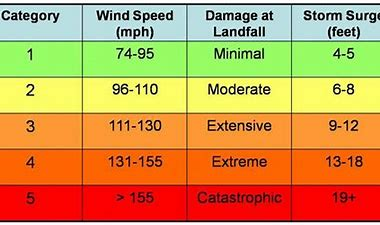 Category Wind Speed (mph) Damage at Landfall Storm Surge (feet)
1 74-95 Minimal 4-5
2 96-110 Moderate 6-8
3 111-130 Extensive 9-12
4 131-155 Extreme 13-18
5 > 155 Catastrophic 19+